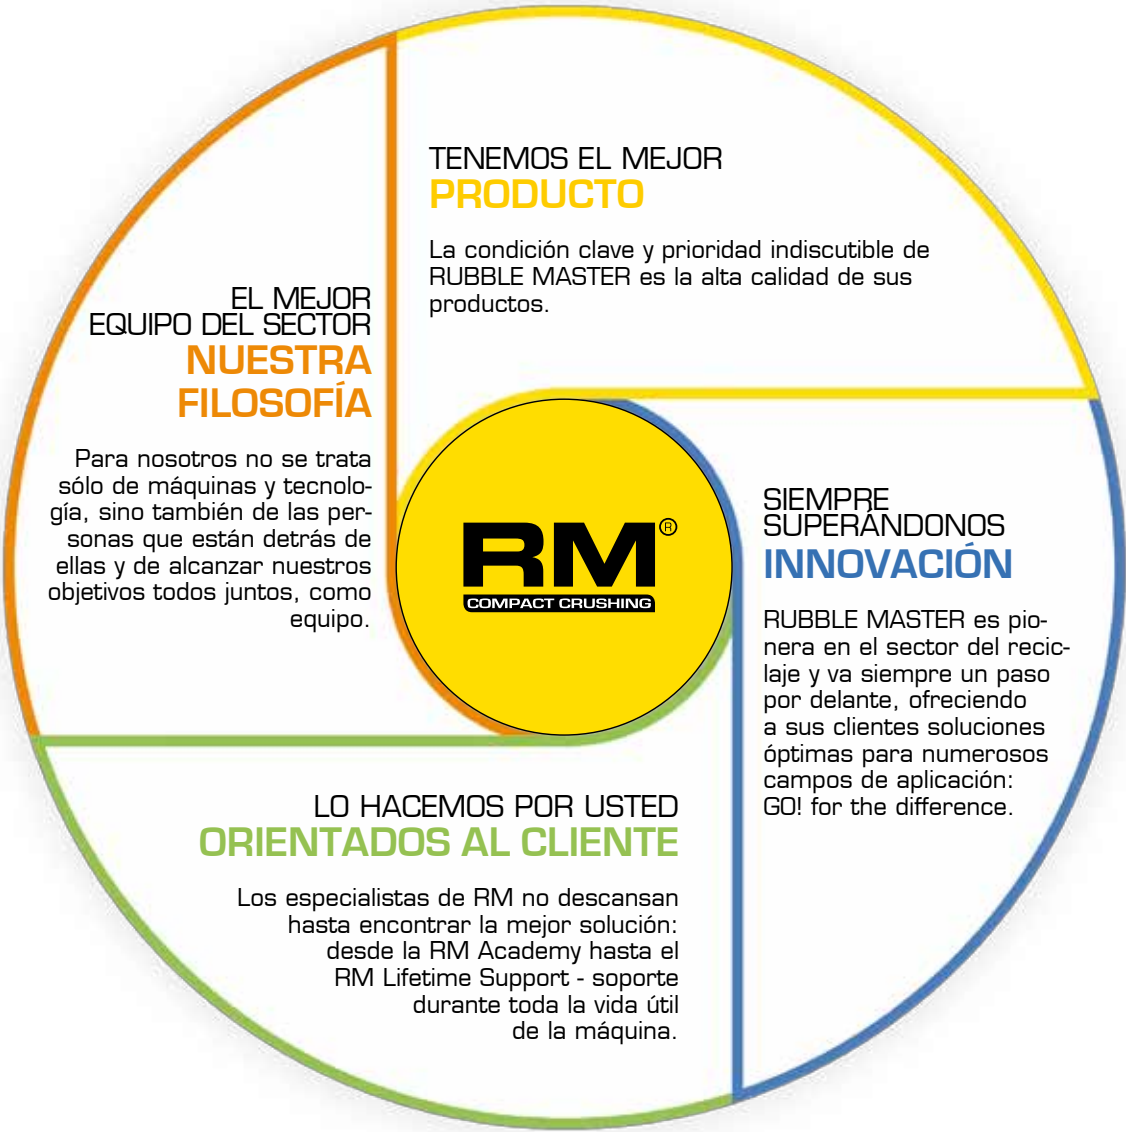 TENEMOS EL MEJOR
PRODUCTO
La condición clave y prioridad indiscutible de
RUBBLE MASTER es la alta calidad de sus
productos.
EL MEJOR
EQUIPO DEL SECTOR
NUESTRA
FILOSOFÍA
Para nosotros no se trata
sólo de máquinas y tecnolo-
gía, sino también de las per-
sonas que están detrás de
ellas y de alcanzar nuestros
objetivos todos juntos, como
equipo.
RM®
COMPACT CRUSHING
SIEMPRE
SUPERÁNDONOS
INNOVACIÓN
RUBBLE MASTER es pio-
nera en el sector del recic-
laje y va siempre un paso
por delante, ofreciendo
a sus clientes soluciones
óptimas para numerosos
campos de aplicación:
GO! for the difference.
LO HACEMOS POR USTED
ORIENTADOS AL CLIENTE
Los especialistas de RM no descansan
hasta encontrar la mejor solución:
desde la RM Academy hasta el
RM Lifetime Support - soporte
durante toda la vida útil
de la máquina.